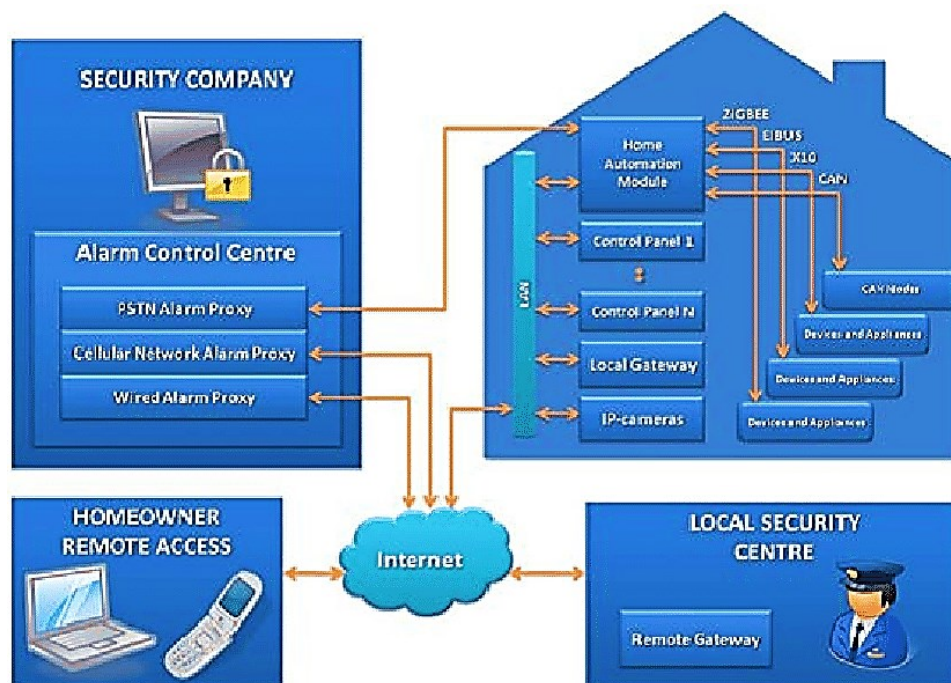 SECURITY COMPANY
Alarm Control Centre
PSTN Alarm Proxy
Cellular Network Alarm Proxy
Wired Alarm Proxy
ZIGBEE
EIBUS
X10
CAN
Home
Automation
Module
LAN
Control Panel 1
Control Panel N
Local Gateway
IP-cameras
CAN Nodes
Devices and Appliances
Devices and Appliances
Devices and Appliances
HOMEOWNER
REMOTE ACCESS
Internet
LOCAL SECURITY
CENTRE
Remote Gateway